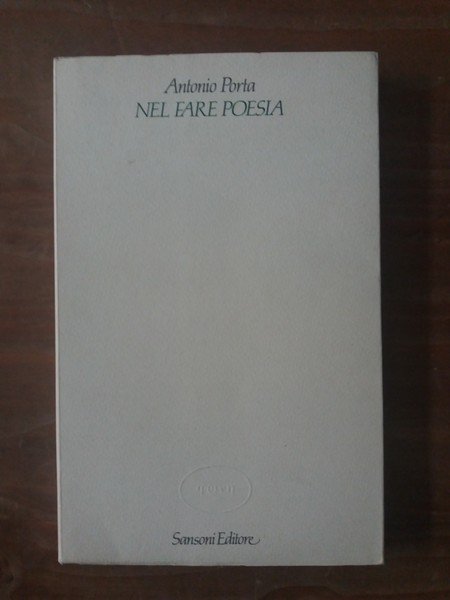 Antonio Porta
NEL FARE POESIA
Sansoni Editore